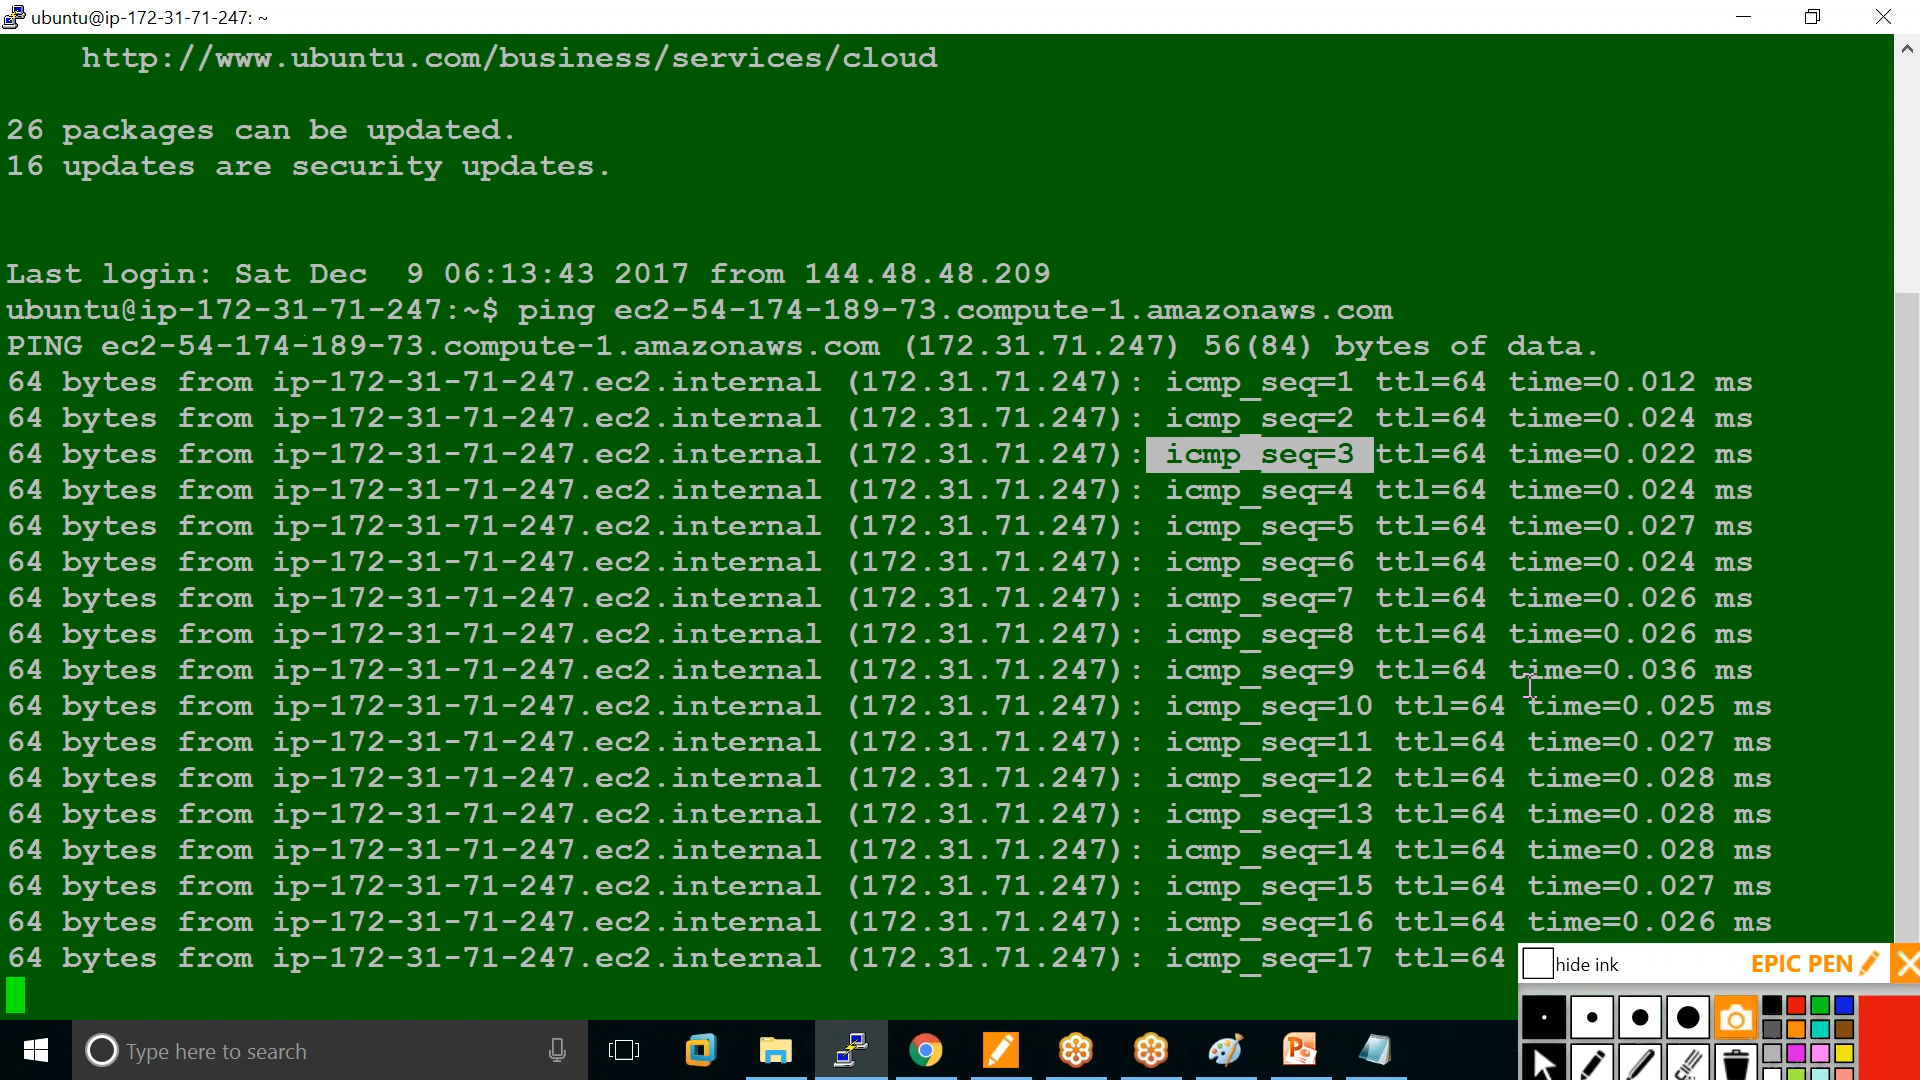 ubuntu@ip-172-31-71-247: ~
http://www.ubuntu.com/business/services/cloud
26 packages can be updated.
16 updates are security updates.
Last login: Sat Dec  9 06:13:43 2017 from 144.48.48.209
ubuntu@ip-172-31-71-247:~$ ping ec2-54-174-189-73.compute-1.amazonaws.com
PING ec2-54-174-189-73.compute-1.amazonaws.com (172.31.71.247) 56(84) bytes of data.
64 bytes from ip-172-31-71-247.ec2.internal (172.31.71.247): icmp_seq=1 ttl=64 time=0.012 ms
64 bytes from ip-172-31-71-247.ec2.internal (172.31.71.247): icmp_seq=2 ttl=64 time=0.024 ms
64 bytes from ip-172-31-71-247.ec2.internal (172.31.71.247): icmp_seq=3 ttl=64 time=0.022 ms
64 bytes from ip-172-31-71-247.ec2.internal (172.31.71.247): icmp_seq=4 ttl=64 time=0.024 ms
64 bytes from ip-172-31-71-247.ec2.internal (172.31.71.247): icmp_seq=5 ttl=64 time=0.027 ms
64 bytes from ip-172-31-71-247.ec2.internal (172.31.71.247): icmp_seq=6 ttl=64 time=0.024 ms
64 bytes from ip-172-31-71-247.ec2.internal (172.31.71.247): icmp_seq=7 ttl=64 time=0.026 ms
64 bytes from ip-172-31-71-247.ec2.internal (172.31.71.247): icmp_seq=8 ttl=64 time=0.026 ms
64 bytes from ip-172-31-71-247.ec2.internal (172.31.71.247): icmp_seq=9 ttl=64 time=0.036 ms
64 bytes from ip-172-31-71-247.ec2.internal (172.31.71.247): icmp_seq=10 ttl=64 time=0.025 ms
64 bytes from ip-172-31-71-247.ec2.internal (172.31.71.247): icmp_seq=11 ttl=64 time=0.027 ms
64 bytes from ip-172-31-71-247.ec2.internal (172.31.71.247): icmp_seq=12 ttl=64 time=0.028 ms
64 bytes from ip-172-31-71-247.ec2.internal (172.31.71.247): icmp_seq=13 ttl=64 time=0.028 ms
64 bytes from ip-172-31-71-247.ec2.internal (172.31.71.247): icmp_seq=14 ttl=64 time=0.028 ms
64 bytes from ip-172-31-71-247.ec2.internal (172.31.71.247): icmp_seq=15 ttl=64 time=0.027 ms
64 bytes from ip-172-31-71-247.ec2.internal (172.31.71.247): icmp_seq=16 ttl=64 time=0.026 ms
64 bytes from ip-172-31-71-247.ec2.internal (172.31.71.247): icmp_seq=17 ttl=64
hide ink EPIC PEN
Type here to search